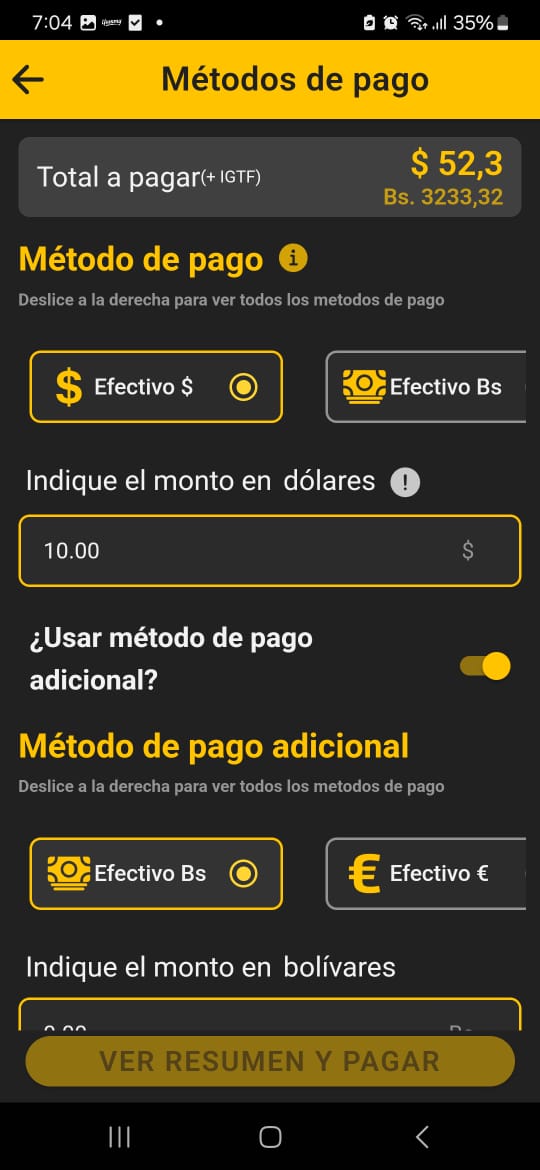 7:04
35%
Métodos de pago
Total a pagar(+ IGTF)
$ 52,3
Bs. 3233,32
Método de pago
Deslice a la derecha para ver todos los metodos de pago
$ Efectivo $
Efectivo Bs
Indique el monto en dólares
10.00 $
¿Usar método de pago
adicional?
Método de pago adicional
Deslice a la derecha para ver todos los metodos de pago
Efectivo Bs
€ Efectivo €
Indique el monto en bolívares
VER RESUMEN Y PAGAR